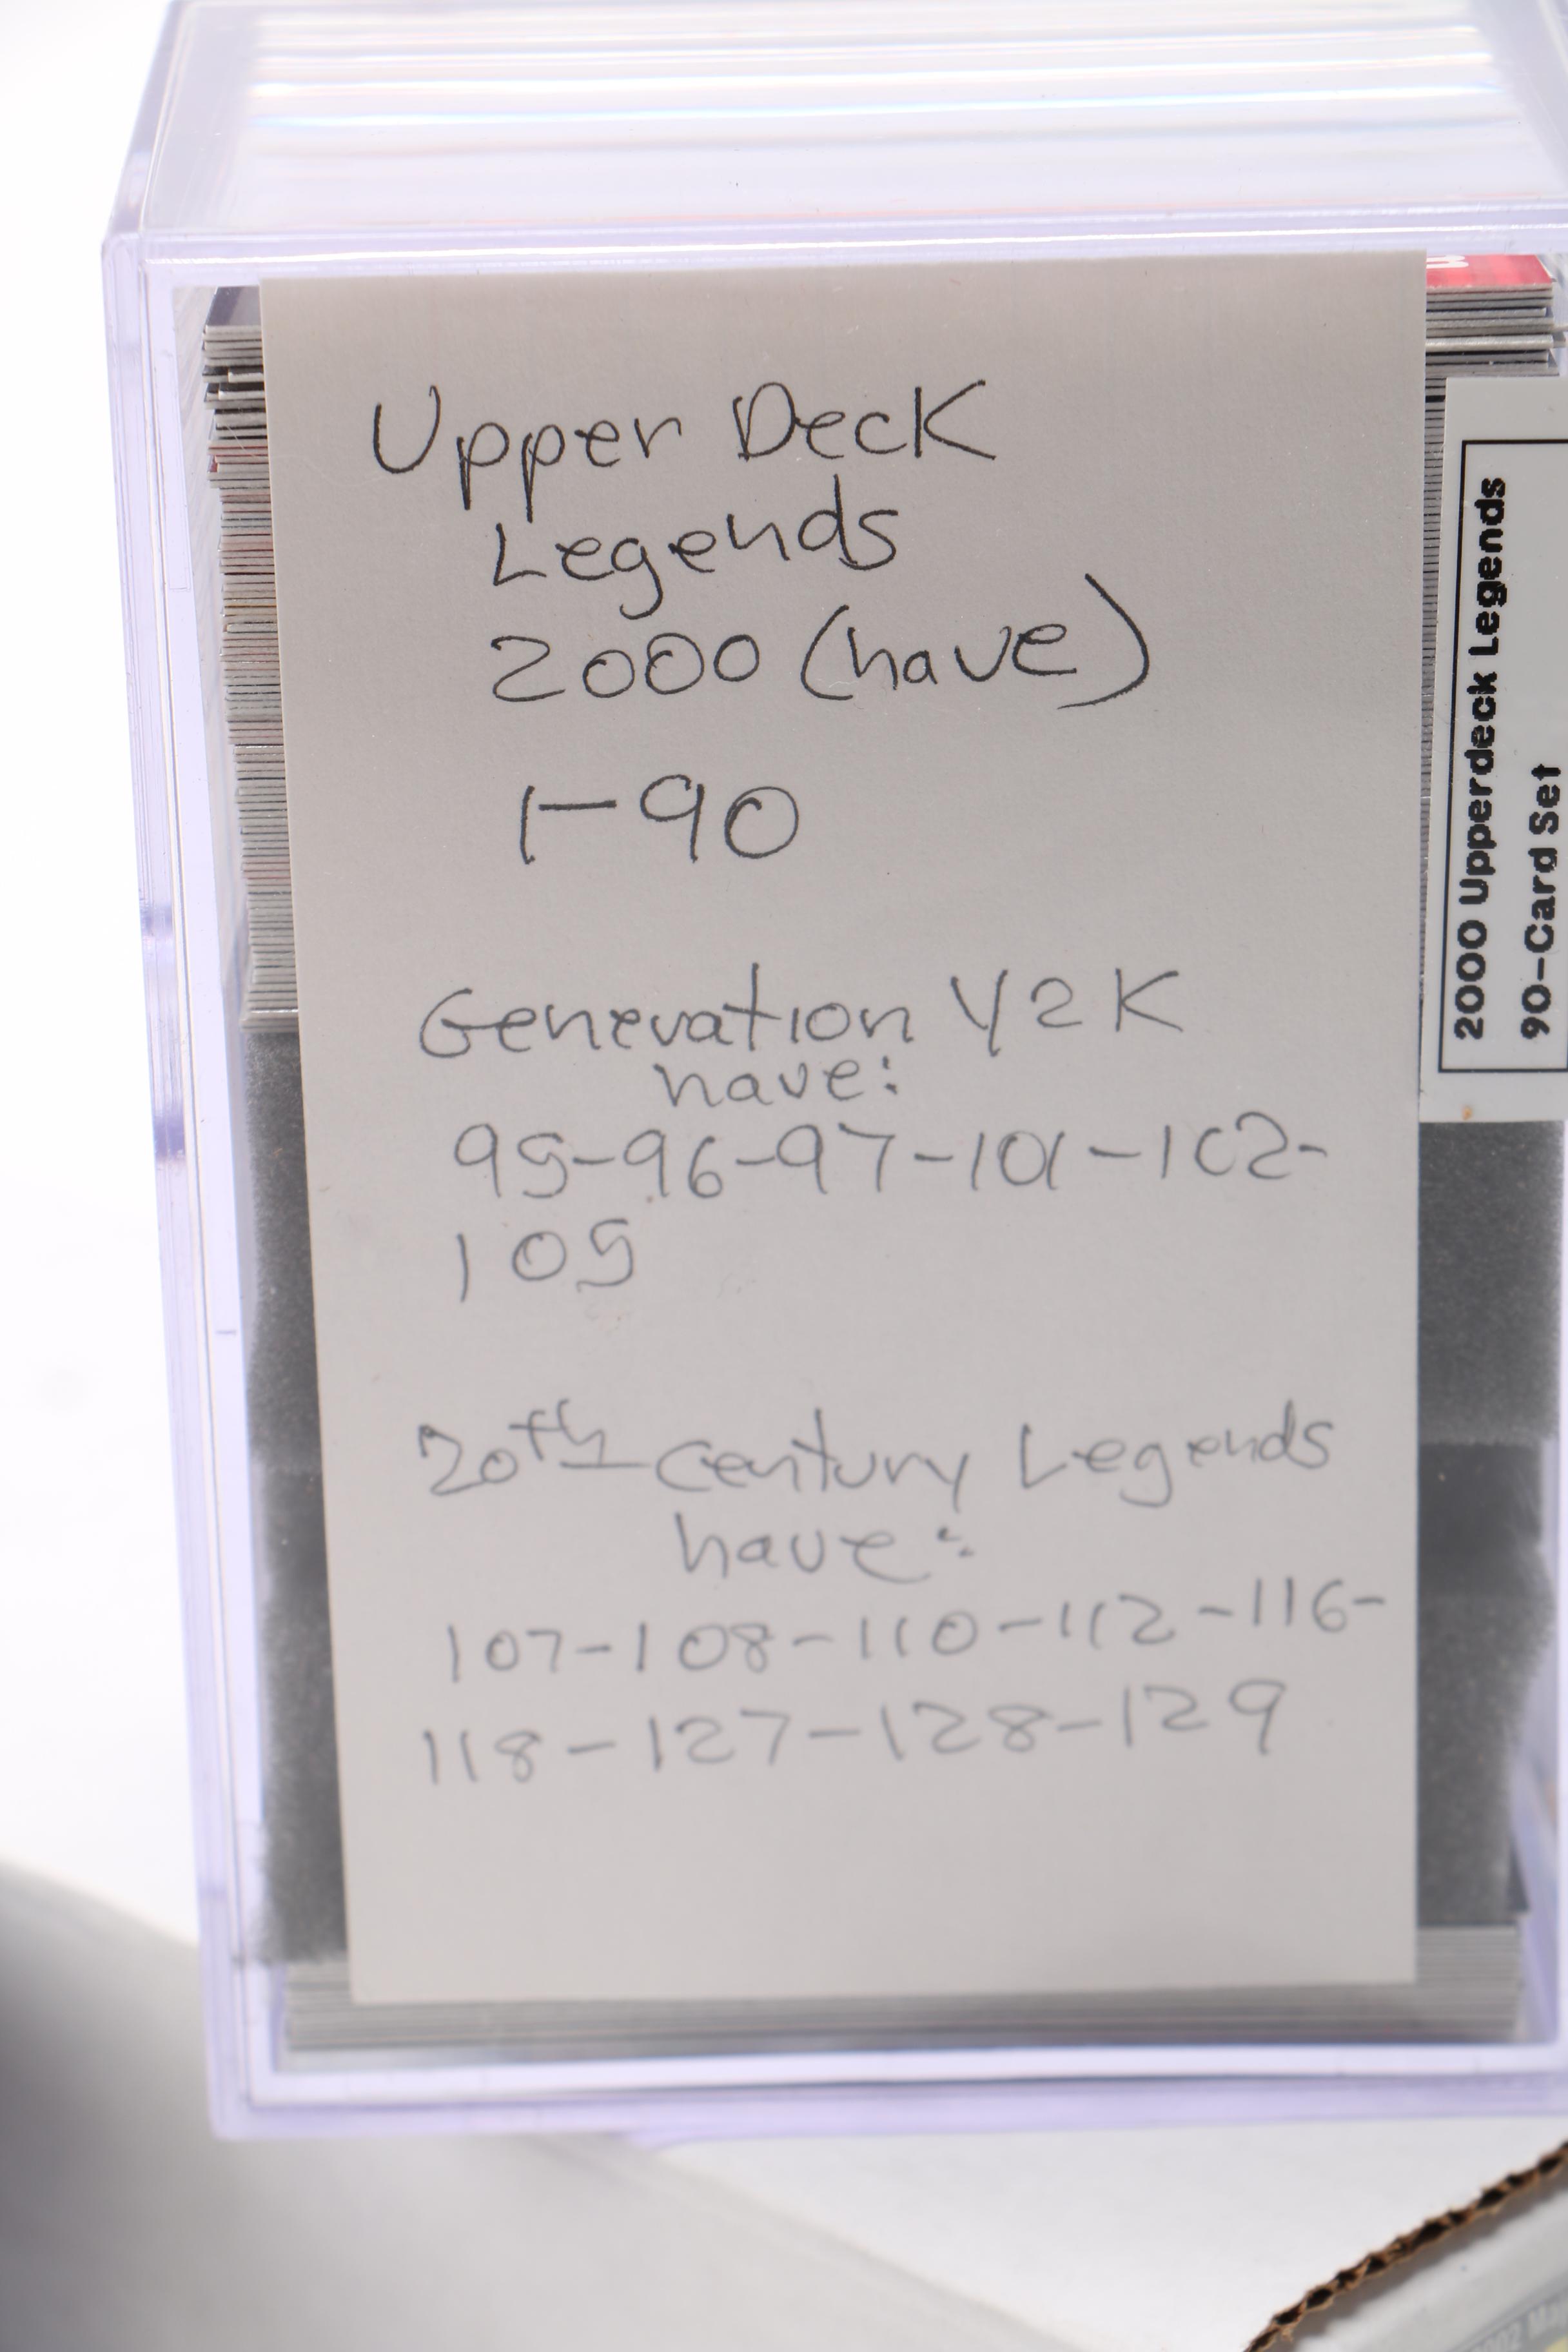 Upper Deck
Legends
2000 (have)
1-90
Generation Y2K
have:
95-96-97-101-102-
105
20th Century Legends
have:
107-108-110-112-116-
118-127-128-129
2000 Upperdeck Legends
90-Card Set